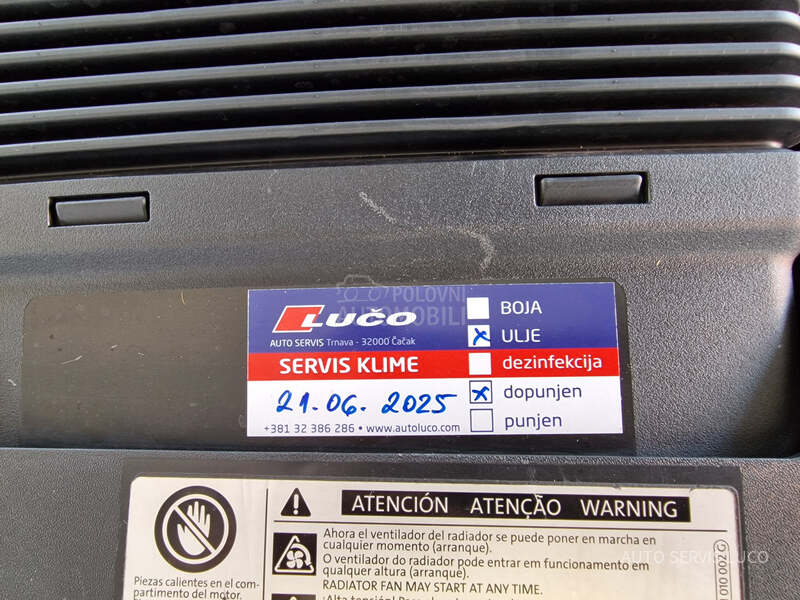 POLOVNI
AUTOMOBILI
LUČO
AUTO SERVIS Trnava - 32000 Čačak
SERVIS KLIME
21.06.2025
+381 32 386 286 • www.autoluco.com
BOJA
ULJE
dezinfekcija
dopunjen
punjen
ATENCIÓN ATENÇÃO WARNING
Ahora el ventilador del radiador se puede poner en marcha en
cualquier momento (arranque).
O ventilador do radiador pode entrar em funcionamento em
qualquer altura (arranque).
RADIATOR FAN MAY START AT ANY TIME.
Piezas calientes en el com-
partimento del motor.
010 002 G
AUTO SERVIS LUCO